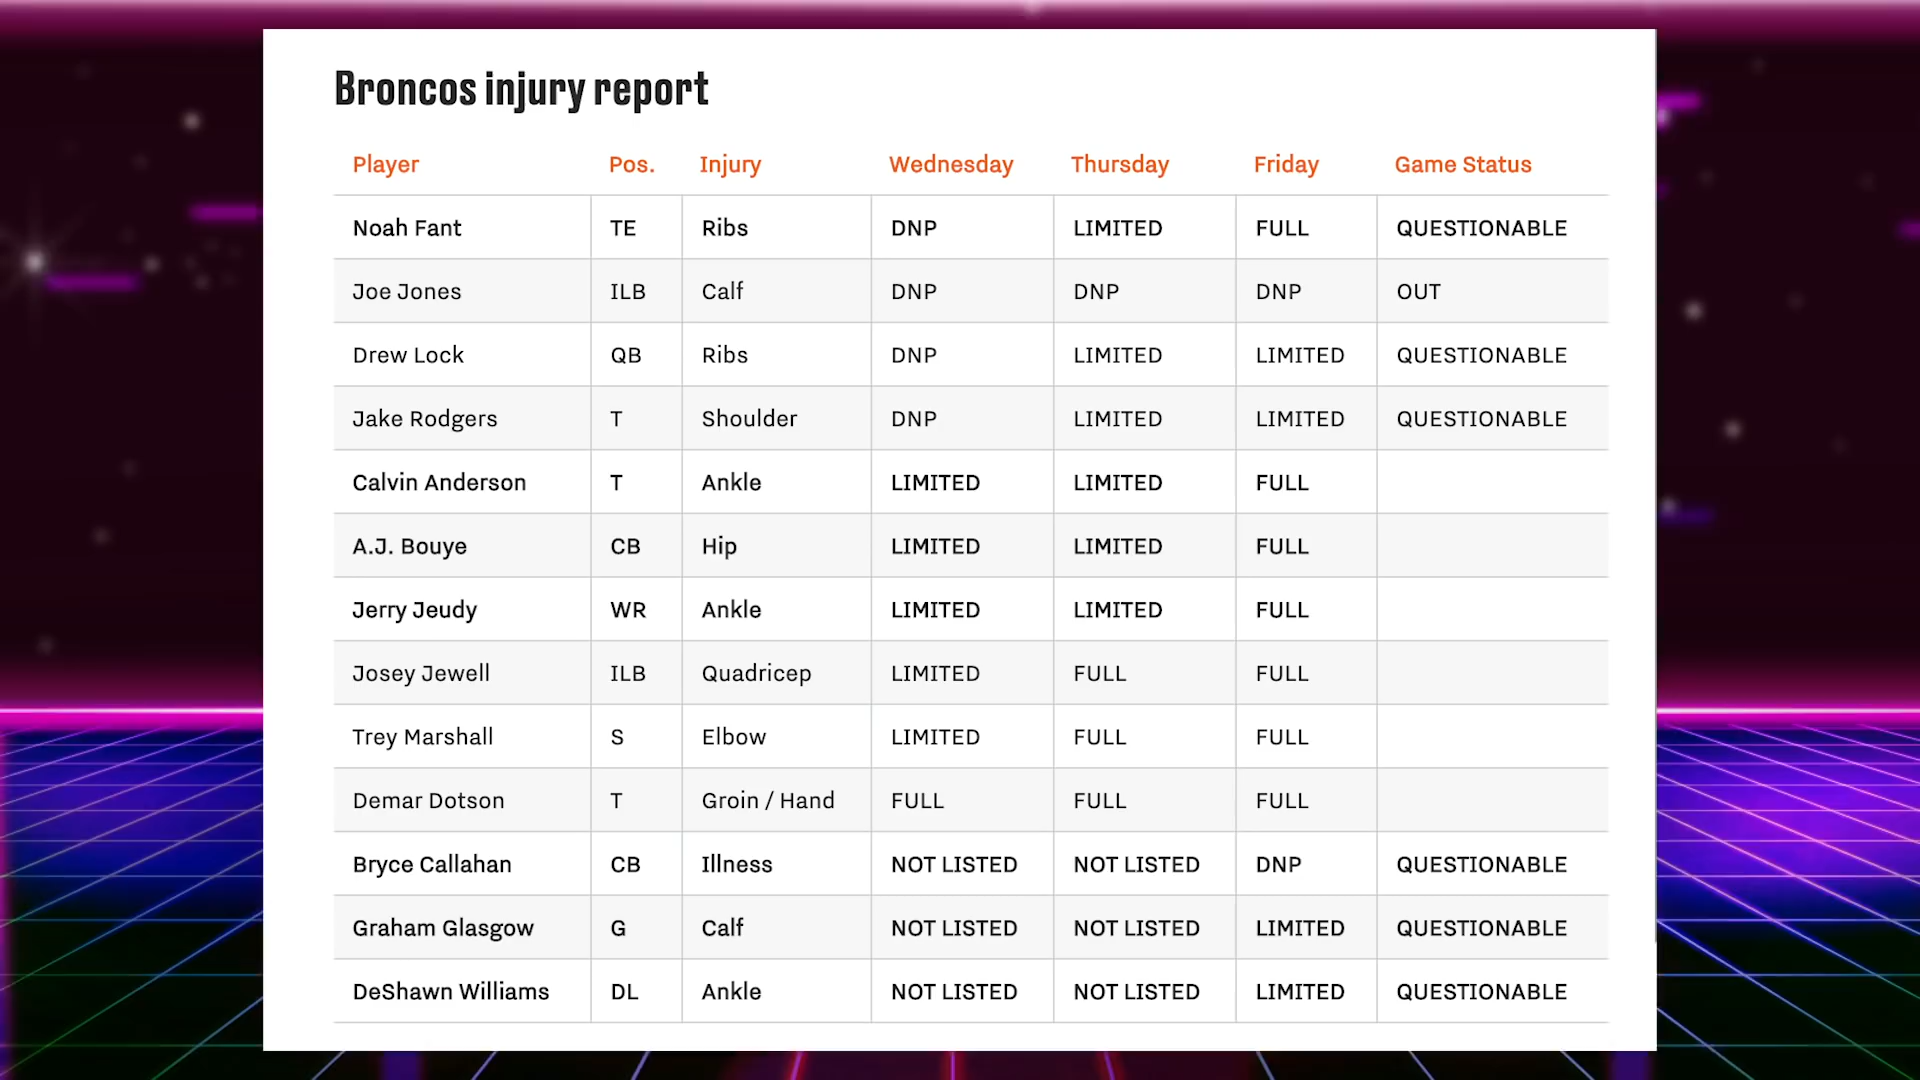 Broncos injury report
Player Pos. Injury Wednesday Thursday Friday Game Status
Noah Fant TE Ribs DNP LIMITED FULL QUESTIONABLE
Joe Jones ILB Calf DNP DNP DNP OUT
Drew Lock QB Ribs DNP LIMITED LIMITED QUESTIONABLE
Jake Rodgers T Shoulder DNP LIMITED LIMITED QUESTIONABLE
Calvin Anderson T Ankle LIMITED LIMITED FULL
A.J. Bouye CB Hip LIMITED LIMITED FULL
Jerry Jeudy WR Ankle LIMITED LIMITED FULL
Josey Jewell ILB Quadricep LIMITED FULL FULL
Trey Marshall S Elbow LIMITED FULL FULL
Demar Dotson T Groin / Hand FULL FULL FULL
Bryce Callahan CB Illness NOT LISTED NOT LISTED DNP QUESTIONABLE
Graham Glasgow G Calf NOT LISTED NOT LISTED LIMITED QUESTIONABLE
DeShawn Williams DL Ankle NOT LISTED NOT LISTED LIMITED QUESTIONABLE